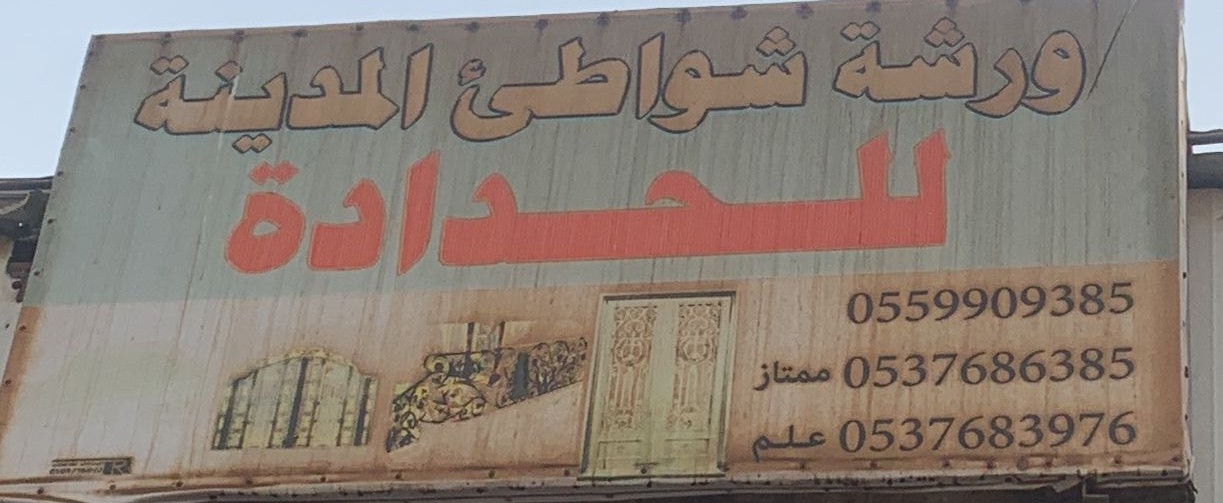 ورشة شواطئ المدينة
للحدادة
0559909385
0537686385 ممتاز
0537683976 علم
R